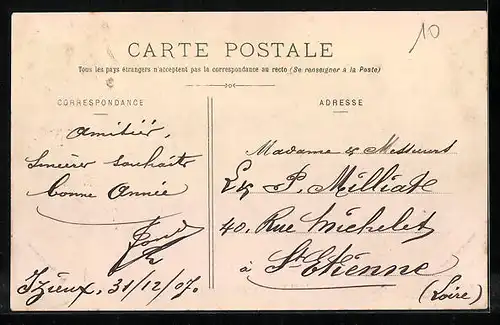 10
CARTE POSTALE
Tous les pays étrangers n'acceptent pas la correspondance au recto (Se renseigner à la Poste)
CORRESPONDANCE
Amitiés,
Sincères souhaits
bonne Année
Izieux, 31/12/07.
ADRESSE
Madame & Messieurs
P. Milliat
40, Rue Michelet
à St Etienne
(Loire)